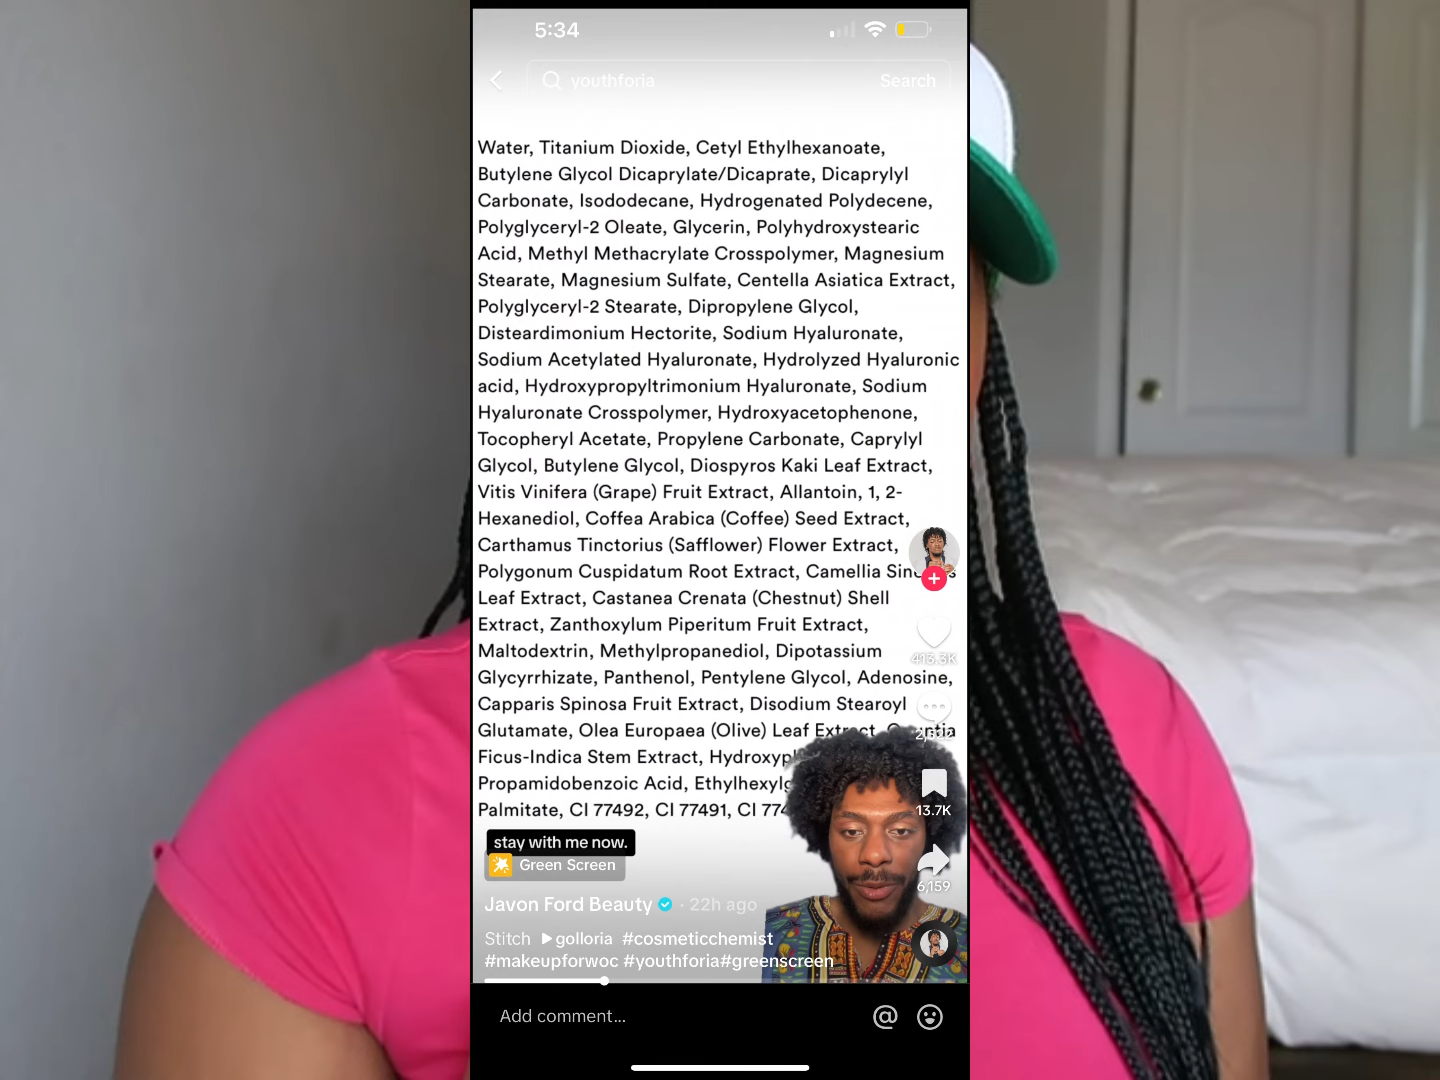 5:34
youthforia Search
Water, Titanium Dioxide, Cetyl Ethylhexanoate,
Butylene Glycol Dicaprylate/Dicaprate, Dicaprylyl
Carbonate, Isododecane, Hydrogenated Polydecene,
Polyglyceryl-2 Oleate, Glycerin, Polyhydroxystearic
Acid, Methyl Methacrylate Crosspolymer, Magnesium
Stearate, Magnesium Sulfate, Centella Asiatica Extract,
Polyglyceryl-2 Stearate, Dipropylene Glycol,
Disteardimonium Hectorite, Sodium Hyaluronate,
Sodium Acetylated Hyaluronate, Hydrolyzed Hyaluronic
acid, Hydroxypropyltrimonium Hyaluronate, Sodium
Hyaluronate Crosspolymer, Hydroxyacetophenone,
Tocopheryl Acetate, Propylene Carbonate, Caprylyl
Glycol, Butylene Glycol, Diospyros Kaki Leaf Extract,
Vitis Vinifera (Grape) Fruit Extract, Allantoin, 1, 2-
Hexanediol, Coffea Arabica (Coffee) Seed Extract,
Carthamus Tinctorius (Safflower) Flower Extract,
Polygonum Cuspidatum Root Extract, Camellia
Leaf Extract, Castanea Crenata (Chestnut) Shell
Extract, Zanthoxylum Piperitum Fruit Extract,
413.3K
Maltodextrin, Methylpropanediol, Dipotassium
Glycyrrhizate, Panthenol, Pentylene Glycol, Adenosine,
Capparis Spinosa Fruit Extract, Disodium Stearoyl
Glutamate, Olea Europaea (Olive) Leaf Extract,
Ficus-Indica Stem Extract,
Propamidobenzoic Acid,
Palmitate, CI 77492, CI 77491, CI
13.7K
stay with me now.
Green Screen
6,159
Javon Ford Beauty · 22h ago
Stitch golloria #cosmeticchemist
#makeupforwoc #youthforia#greenscreen
Add comment...
@